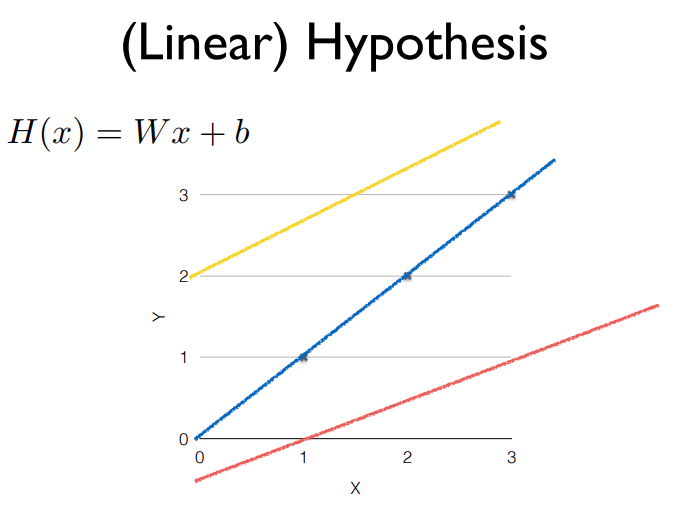 (Linear) Hypothesis
H(x) = Wx + b
3
2
1
0
Y
0 1 2 3
X